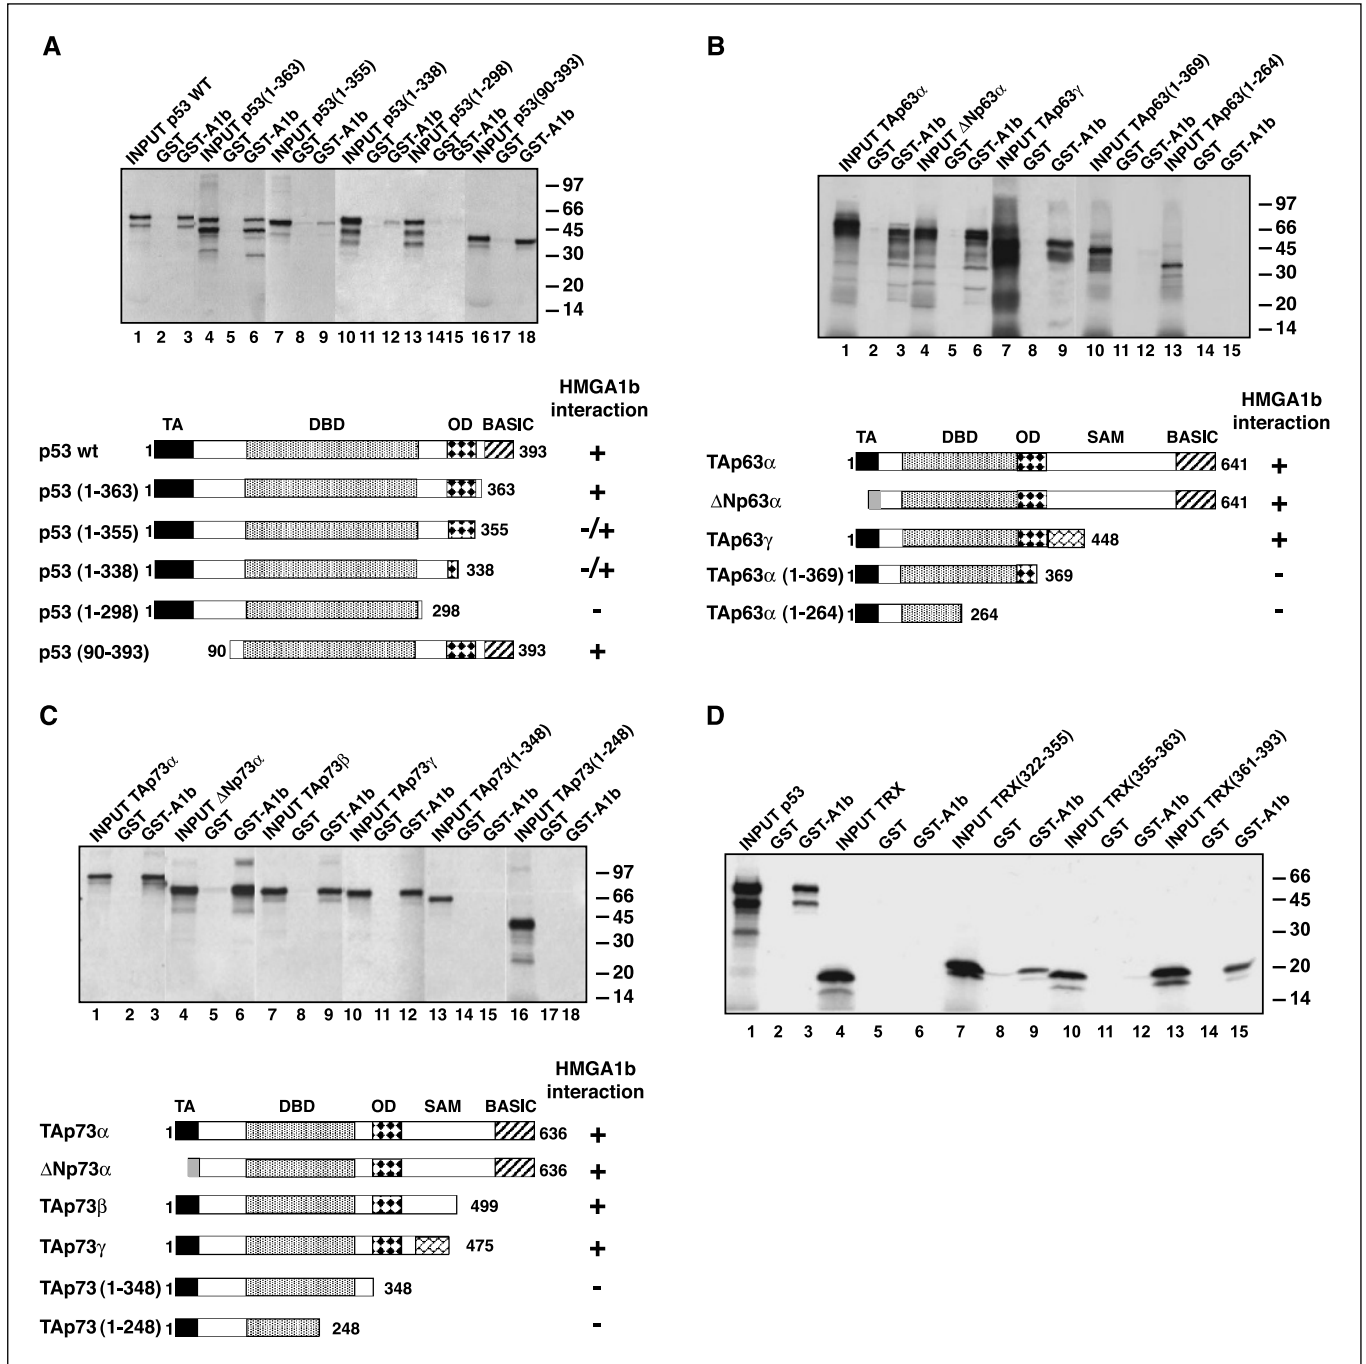 A
INPUT p53 WT
GST
GST-A1b
INPUT p53(1-363)
GST
GST-A1b
INPUT p53(1-355)
GST
GST-A1b
INPUT p53(1-338)
GST
GST-A1b
INPUT p53(1-298)
GST
GST-A1b
INPUT p53(90-393)
GST
GST-A1b
– 97
– 66
– 45
– 30
– 20
– 14
1 2 3 4 5 6 7 8 9 10 11 12 13 14 15 16 17 18
HMGA1b
interaction
TA DBD OD BASIC
p53 wt 1 393 +
p53 (1-363) 1 363 +
p53 (1-355) 1 355 -/+
p53 (1-338) 1 338 -/+
p53 (1-298) 1 298 -
p53 (90-393) 90 393 +
B
INPUT TAp63α
GST
GST-A1b
INPUT ΔNp63α
GST
GST-A1b
INPUT TAp63γ
GST
GST-A1b
INPUT TAp63(1-369)
GST
GST-A1b
INPUT TAp63(1-264)
GST
GST-A1b
– 97
– 66
– 45
– 30
– 20
– 14
1 2 3 4 5 6 7 8 9 10 11 12 13 14 15
HMGA1b
interaction
TA DBD OD SAM BASIC
TAp63α 1 641 +
ΔNp63α 641 +
TAp63γ 1 448 +
TAp63α (1-369) 1 369 -
TAp63α (1-264) 1 264 -
C
INPUT TAp73α
GST
GST-A1b
INPUT ΔNp73α
GST
GST-A1b
INPUT TAp73β
GST
GST-A1b
INPUT TAp73γ
GST
GST-A1b
INPUT TAp73(1-348)
GST
GST-A1b
INPUT TAp73(1-248)
GST
GST-A1b
– 97
– 66
– 45
– 30
– 20
– 14
1 2 3 4 5 6 7 8 9 10 11 12 13 14 15 16 17 18
HMGA1b
interaction
TA DBD OD SAM BASIC
TAp73α 1 636 +
ΔNp73α 636 +
TAp73β 1 499 +
TAp73γ 1 475 +
TAp73 (1-348) 1 348 -
TAp73 (1-248) 1 248 -
D
INPUT p53
GST
GST-A1b
INPUT TRX
GST
GST-A1b
INPUT TRX(322-355)
GST
GST-A1b
INPUT TRX(355-363)
GST
GST-A1b
INPUT TRX(361-393)
GST
GST-A1b
– 66
– 45
– 30
– 20
– 14
1 2 3 4 5 6 7 8 9 10 11 12 13 14 15